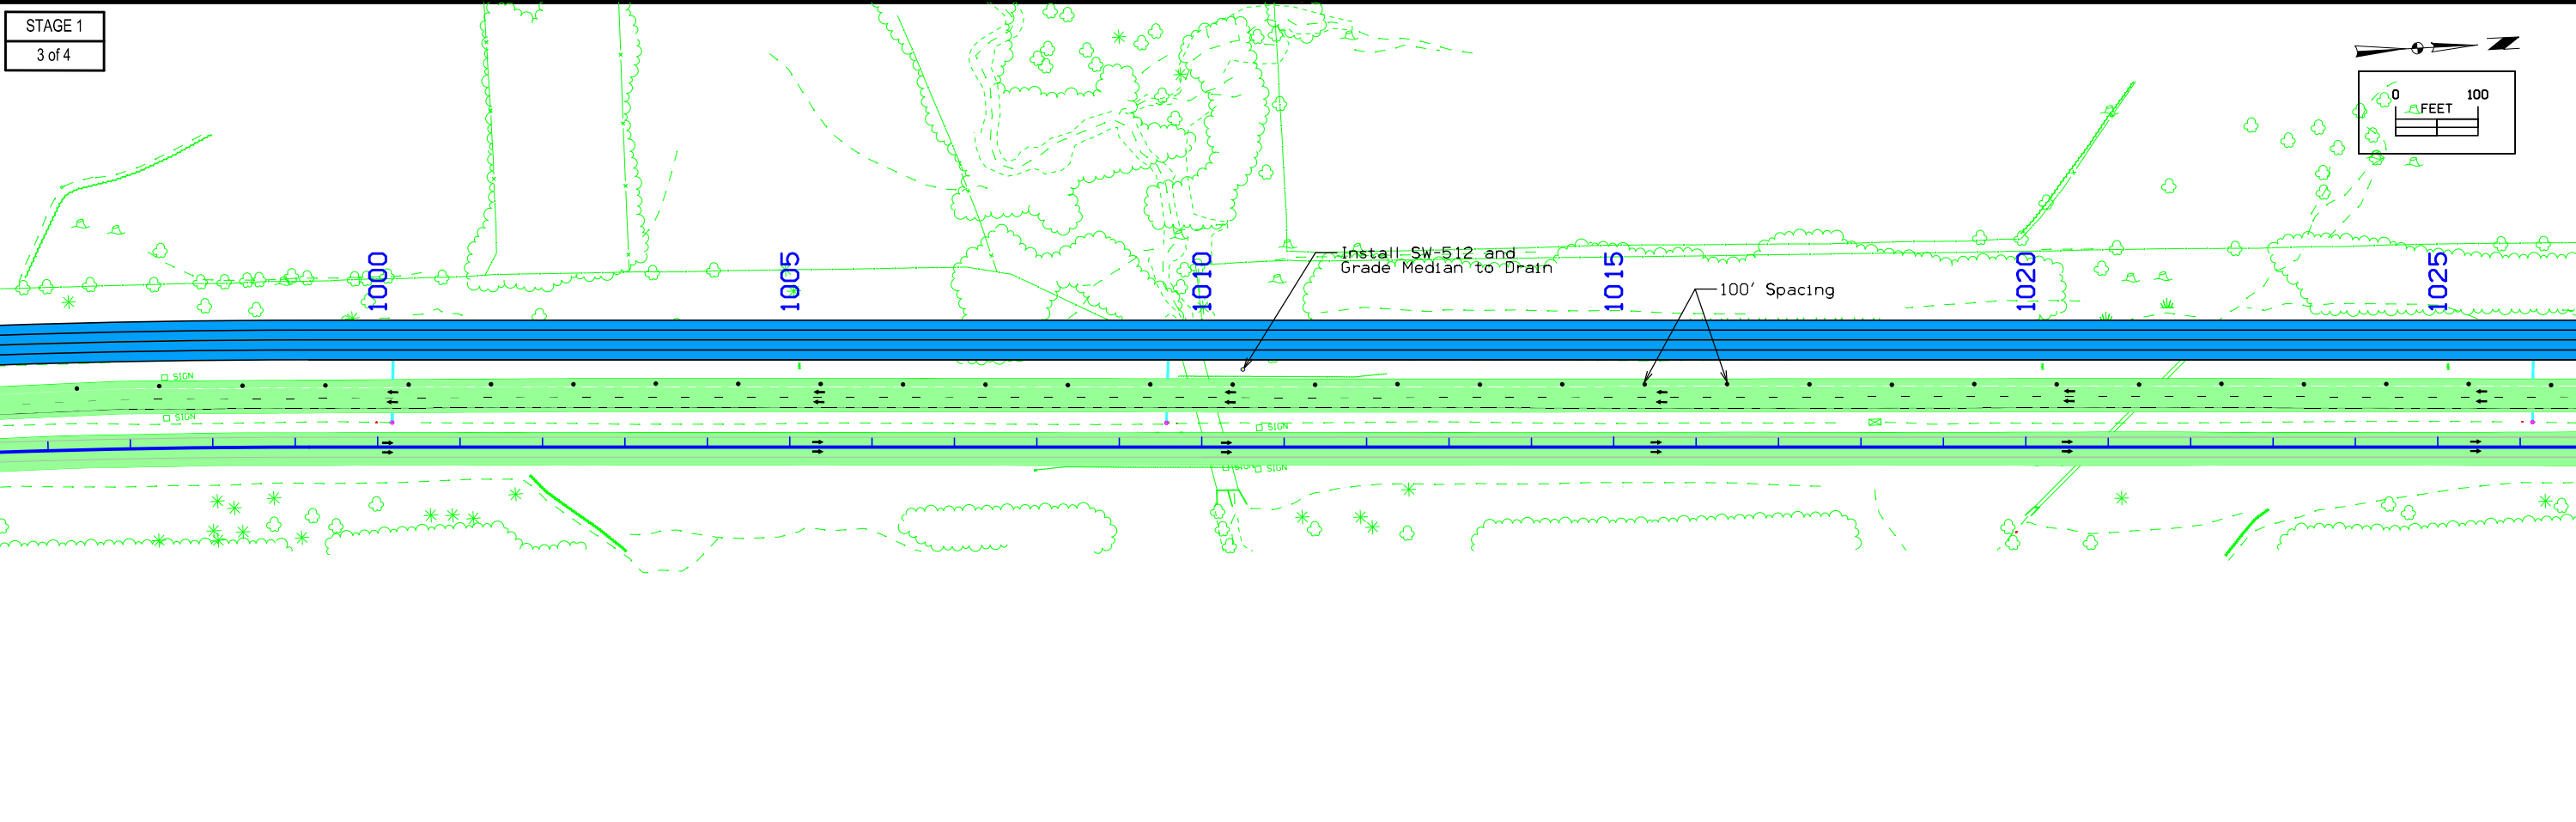 STAGE 1
3 of 4
0 100
FEET
1000
1005
1010
1015
1020
1025
Install SW-512 and
Grade Median to Drain
100' Spacing
SIGN
SIGN
SIGN
SIGN
SIGN